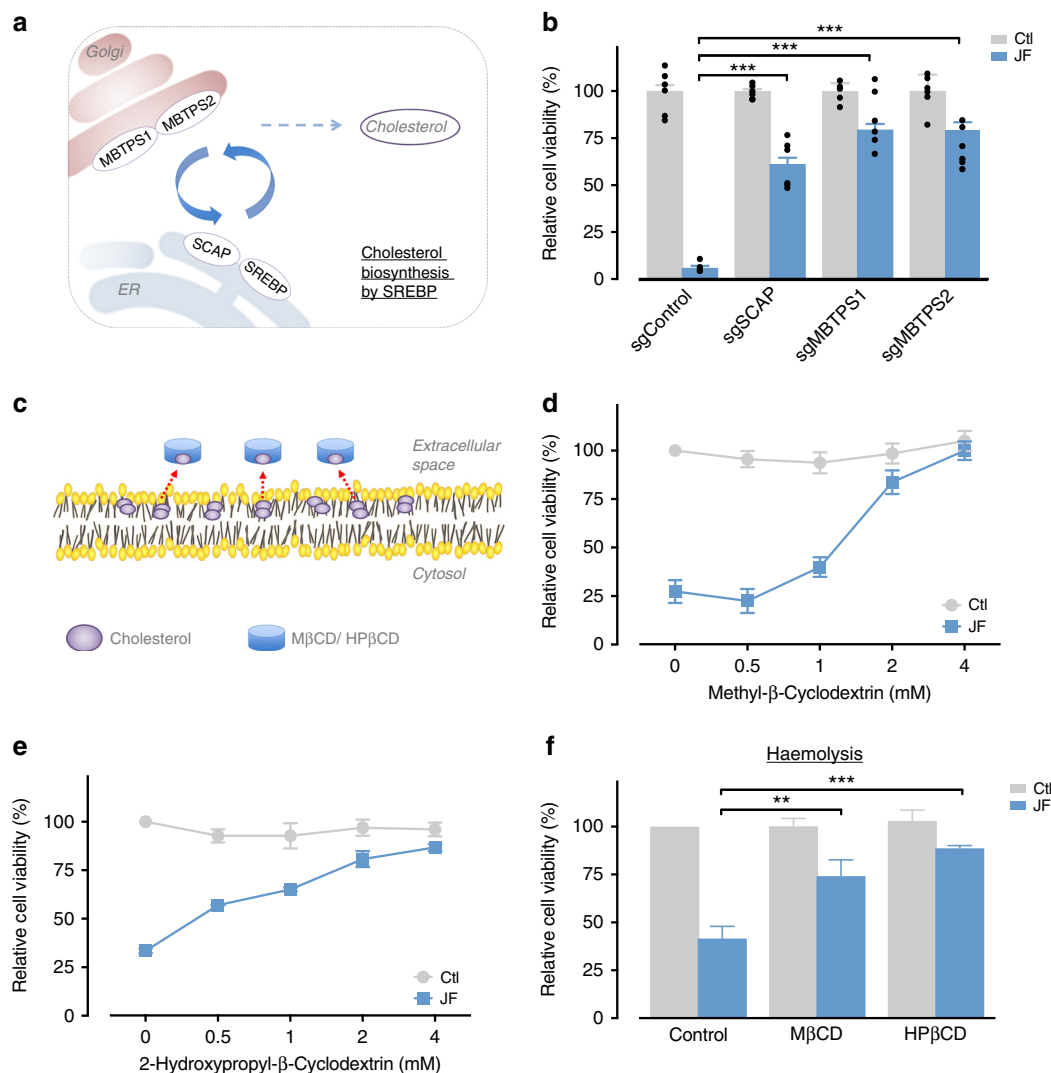 a
Golgi
MBTPS1
MBTPS2
Cholesterol
SCAP
SREBP
ER
Cholesterol
biosynthesis
by SREBP
b
Relative cell viability (%)
100
75
50
25
0
***
***
***
Ctl
JF
sgControl
sgSCAP
sgMBTPS1
sgMBTPS2
c
Extracellular
space
Cytosol
Cholesterol
MβCD/ HPβCD
d
Relative cell viability (%)
100
75
50
25
0
Ctl
JF
0 0.5 1 2 4
Methyl-β-Cyclodextrin (mM)
e
Relative cell viability (%)
100
75
50
25
0
Ctl
JF
0 0.5 1 2 4
2-Hydroxypropyl-β-Cyclodextrin (mM)
f
Haemolysis
Relative cell viability (%)
100
75
50
25
0
**
***
Ctl
JF
Control MβCD HPβCD